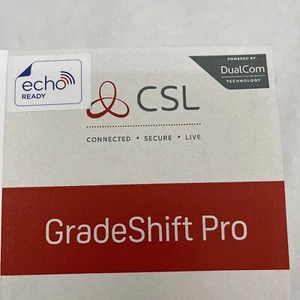 echo
READY
POWERED BY
DualCom
TECHNOLOGY
CSL
CONNECTED • SECURE • LIVE
GradeShift Pro